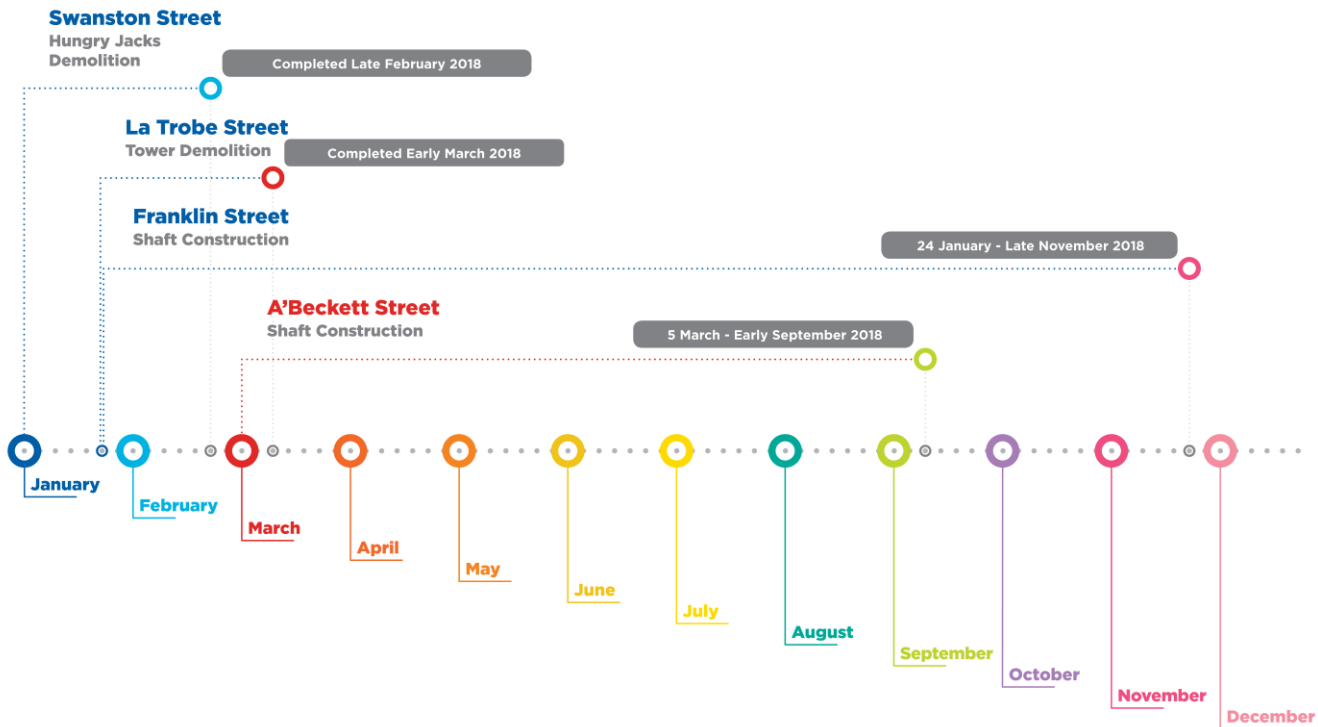 Swanston Street
Hungry Jacks
Demolition
Completed Late February 2018
La Trobe Street
Tower Demolition
Completed Early March 2018
Franklin Street
Shaft Construction
24 January - Late November 2018
A’Beckett Street
Shaft Construction
5 March - Early September 2018
January
February
March
April
May
June
July
August
September
October
November
December